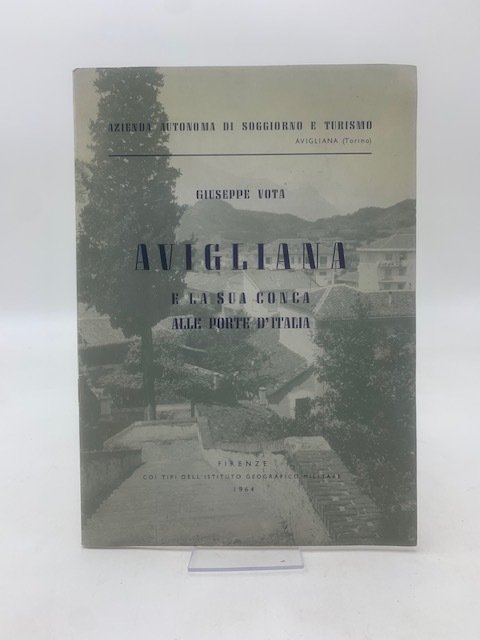 AZIENDA AUTONOMA DI SOGGIORNO E TURISMO
AVIGLIANA (Torino)
GIUSEPPE VOTA
AVIGLIANA
E LA SUA CONCA
ALLE PORTE D'ITALIA
FIRENZE
COI TIPI DELL'ISTITUTO GEOGRAFICO MILITARE
1964